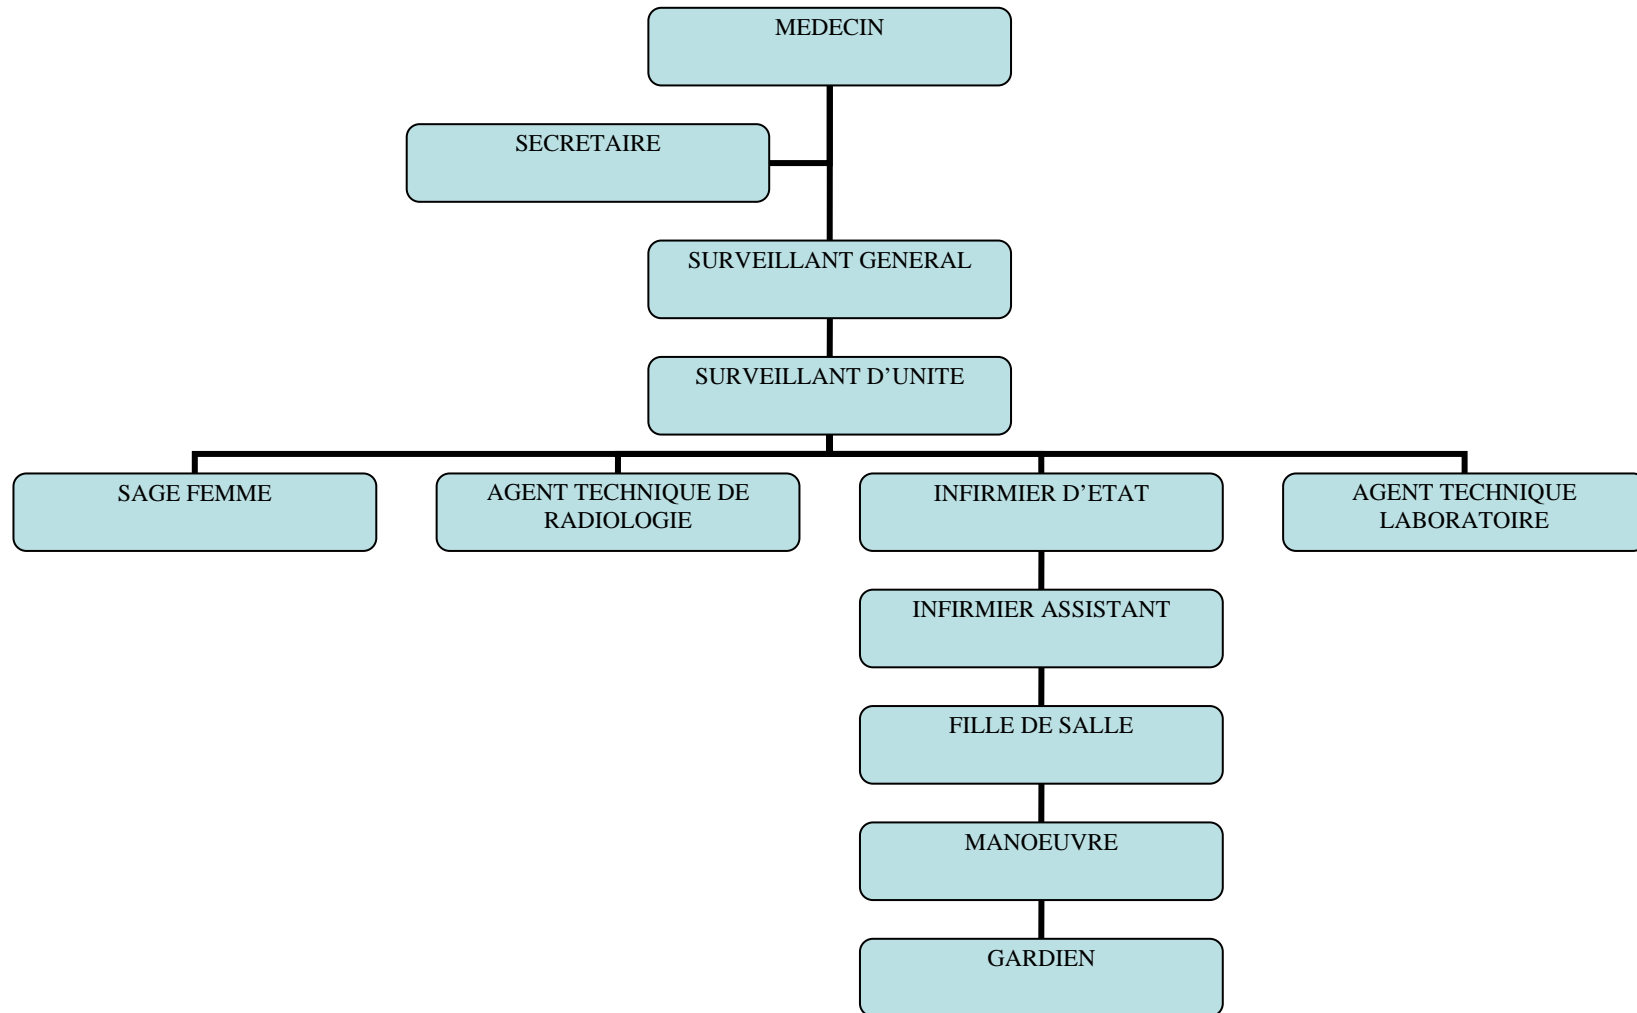 MEDECIN
SECRETAIRE
SURVEILLANT GENERAL
SURVEILLANT D’UNITE
SAGE FEMME
AGENT TECHNIQUE DE
RADIOLOGIE
INFIRMIER D’ETAT
AGENT TECHNIQUE
LABORATOIRE
INFIRMIER ASSISTANT
FILLE DE SALLE
MANOEUVRE
GARDIEN